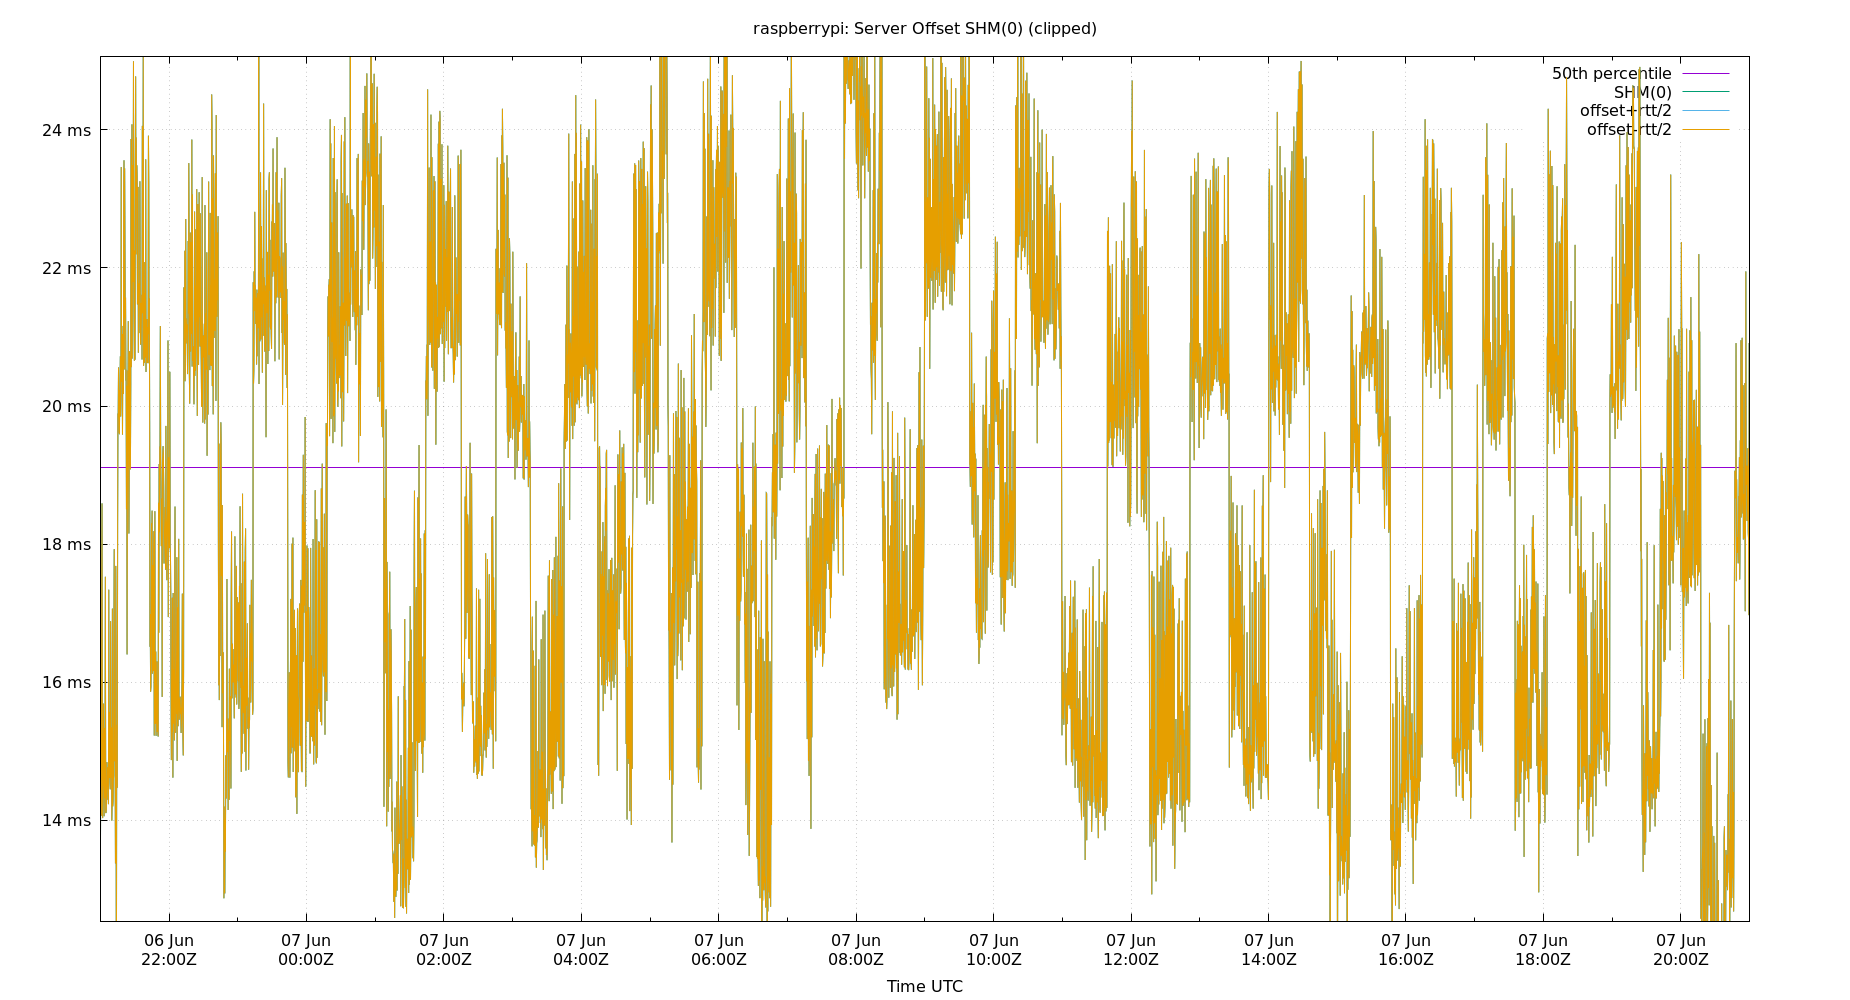 raspberrypi: Server Offset SHM(0) (clipped)
50th percentile
SHM(0)
offset+rtt/2
offset-rtt/2
24 ms
22 ms
20 ms
18 ms
16 ms
14 ms
06 Jun 07 Jun 07 Jun 07 Jun 07 Jun 07 Jun 07 Jun 07 Jun 07 Jun 07 Jun 07 Jun 07 Jun
22:00Z 00:00Z 02:00Z 04:00Z 06:00Z 08:00Z 10:00Z 12:00Z 14:00Z 16:00Z 18:00Z 20:00Z
Time UTC